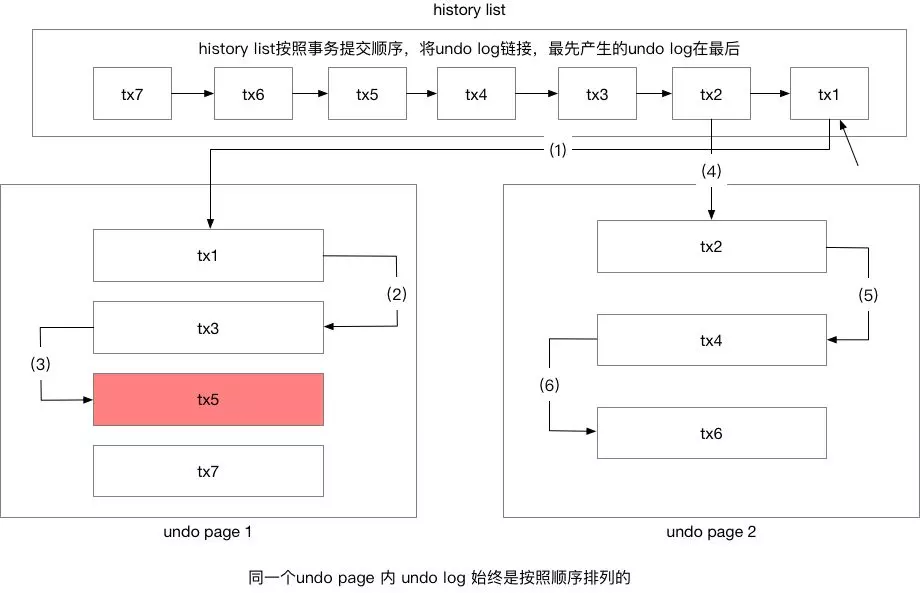 history list
history list按照事务提交顺序，将undo log链接，最先产生的undo log在最后
tx7
tx6
tx5
tx4
tx3
tx2
tx1
(1)
(4)
tx1
(2)
tx3
(3)
tx5
tx7
undo page 1
tx2
(5)
tx4
(6)
tx6
undo page 2
同一个undo page 内 undo log 始终是按照顺序排列的